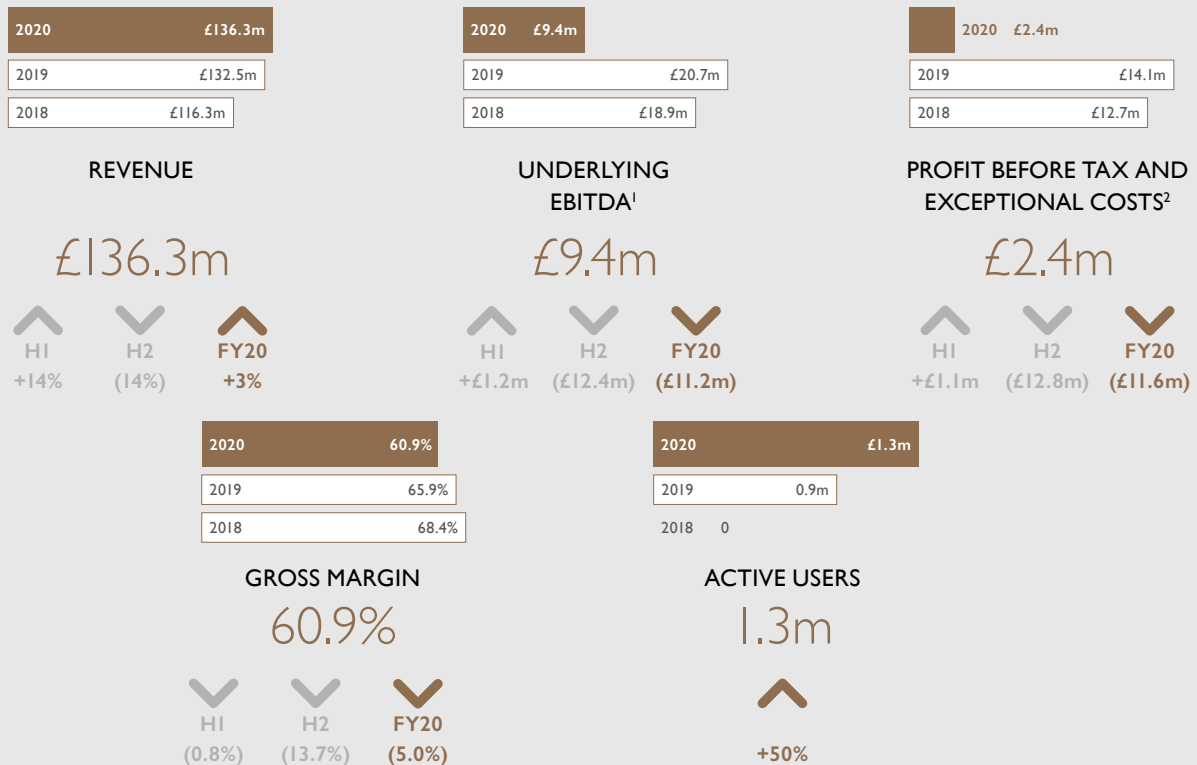 2020 £136.3m
2019 £132.5m
2018 £116.3m
REVENUE
£136.3m
H1 H2 FY20
+14% (14%) +3%
2020 £9.4m
2019 £20.7m
2018 £18.9m
UNDERLYING
EBITDA¹
£9.4m
H1 H2 FY20
+£1.2m (£12.4m) (£11.2m)
2020 £2.4m
2019 £14.1m
2018 £12.7m
PROFIT BEFORE TAX AND
EXCEPTIONAL COSTS²
£2.4m
H1 H2 FY20
+£1.1m (£12.8m) (£11.6m)
2020 60.9%
2019 65.9%
2018 68.4%
GROSS MARGIN
60.9%
H1 H2 FY20
(0.8%) (13.7%) (5.0%)
2020 £1.3m
2019 0.9m
2018 0
ACTIVE USERS
1.3m
+50%